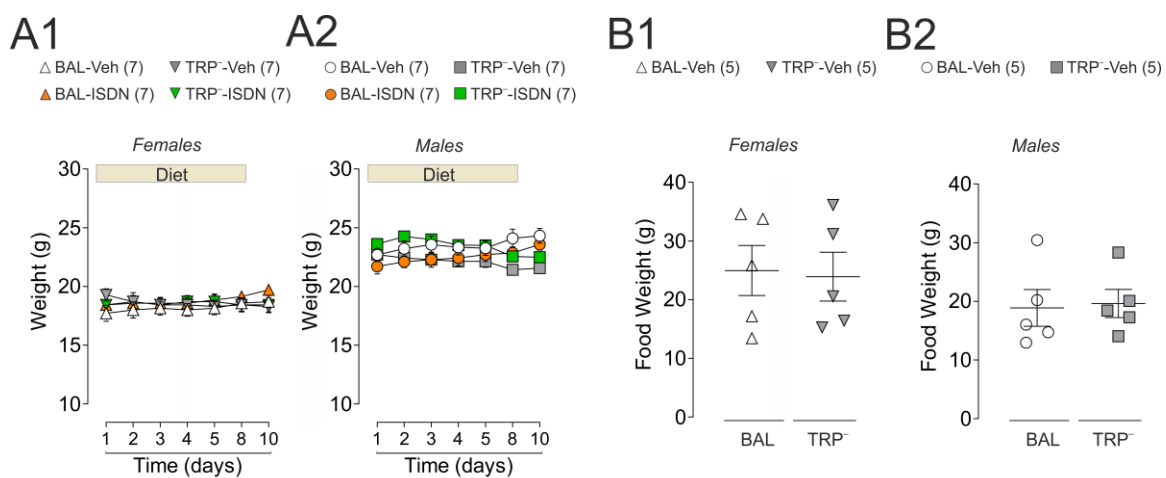 A1
BAL-Veh (7) TRP⁻-Veh (7)
BAL-ISDN (7) TRP⁻-ISDN (7)
Females
Weight (g)
30
25
20
15
10
Diet
1 2 3 4 5 8 10
Time (days)
A2
BAL-Veh (7) TRP⁻-Veh (7)
BAL-ISDN (7) TRP⁻-ISDN (7)
Males
Weight (g)
30
25
20
15
10
Diet
1 2 3 4 5 8 10
Time (days)
B1
BAL-Veh (5) TRP⁻-Veh (5)
Females
Food Weight (g)
40
30
20
10
0
BAL TRP⁻
B2
BAL-Veh (5) TRP⁻-Veh (5)
Males
Food Weight (g)
40
30
20
10
0
BAL TRP⁻